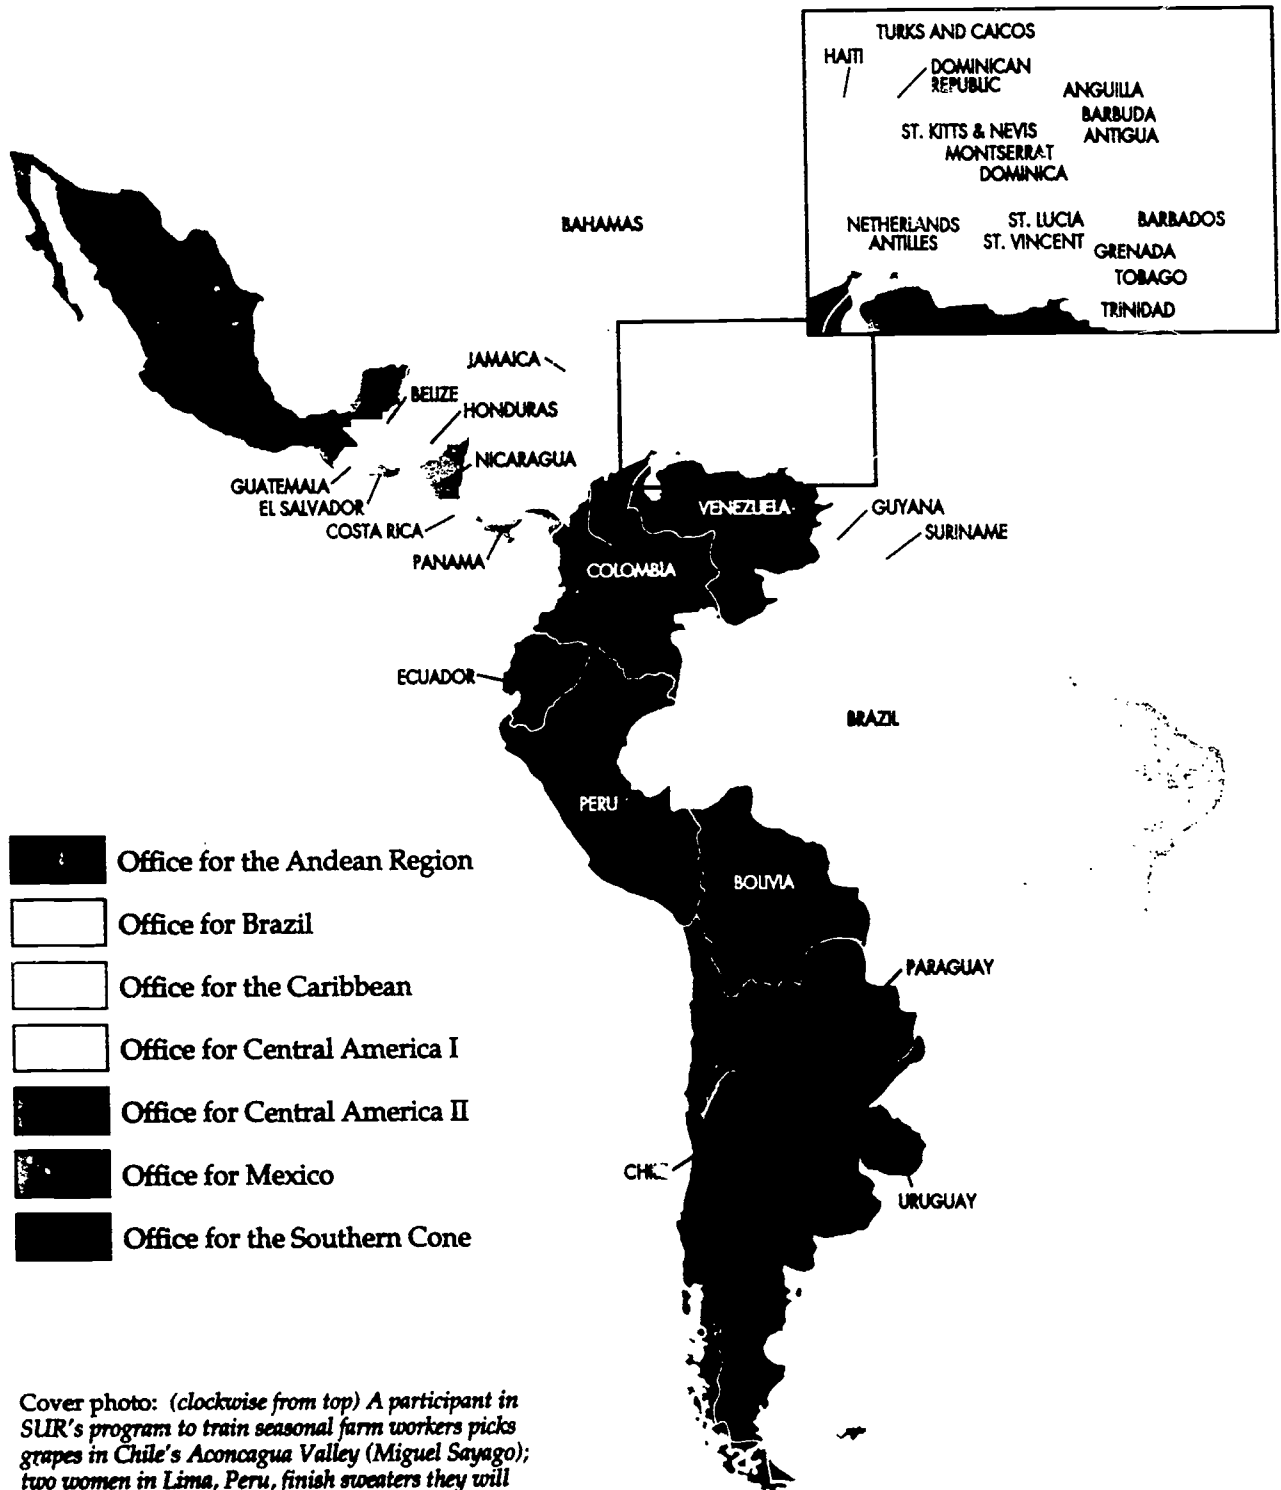 TURKS AND CAICOS
HAITI
DOMINICAN
REPUBLIC
ANGUILLA
BARBUDA
ANTIGUA
ST. KITTS & NEVIS
MONTSERRAT
DOMINICA
NETHERLANDS
ANTILLES
ST. LUCIA
ST. VINCENT
BARBADOS
GRENADA
TOBAGO
TRINIDAD
BAHAMAS
JAMAICA
BELIZE
HONDURAS
NICARAGUA
GUATEMALA
EL SALVADOR
COSTA RICA
PANAMA
VENEZUELA
GUYANA
SURINAME
COLOMBIA
ECUADOR
BRAZIL
PERU
BOLIVIA
PARAGUAY
CHILE
URUGUAY
Office for the Andean Region
Office for Brazil
Office for the Caribbean
Office for Central America I
Office for Central America II
Office for Mexico
Office for the Southern Cone
Cover photo: (clockwise from top) A participant in
SUR's program to train seasonal farm workers picks
grapes in Chile's Aconcagua Valley (Miguel Sayago);
two women in Lima, Peru, finish sweaters they will